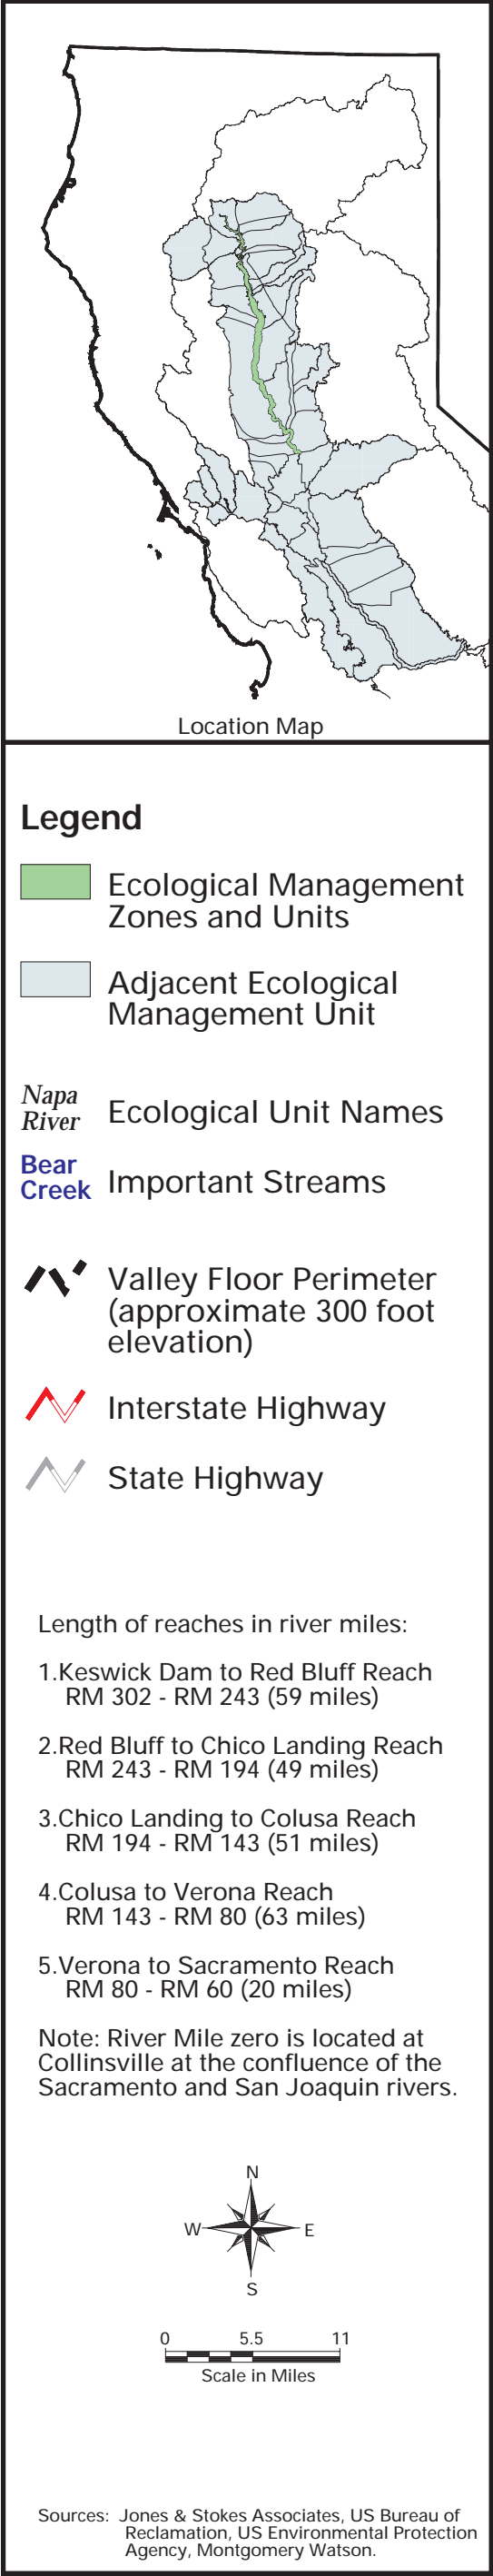 Location Map
Legend
Ecological Management
Zones and Units
Adjacent Ecological
Management Unit
Napa
River
Ecological Unit Names
Bear
Creek
Important Streams
Valley Floor Perimeter
(approximate 300 foot
elevation)
Interstate Highway
State Highway
Length of reaches in river miles:
1.Keswick Dam to Red Bluff Reach
RM 302 - RM 243 (59 miles)
2.Red Bluff to Chico Landing Reach
RM 243 - RM 194 (49 miles)
3.Chico Landing to Colusa Reach
RM 194 - RM 143 (51 miles)
4.Colusa to Verona Reach
RM 143 - RM 80 (63 miles)
5.Verona to Sacramento Reach
RM 80 - RM 60 (20 miles)
Note: River Mile zero is located at
Collinsville at the confluence of the
Sacramento and San Joaquin rivers.
N
W E
S
0 5.5 11
Scale in Miles
Sources: Jones & Stokes Associates, US Bureau of
Reclamation, US Environmental Protection
Agency, Montgomery Watson.